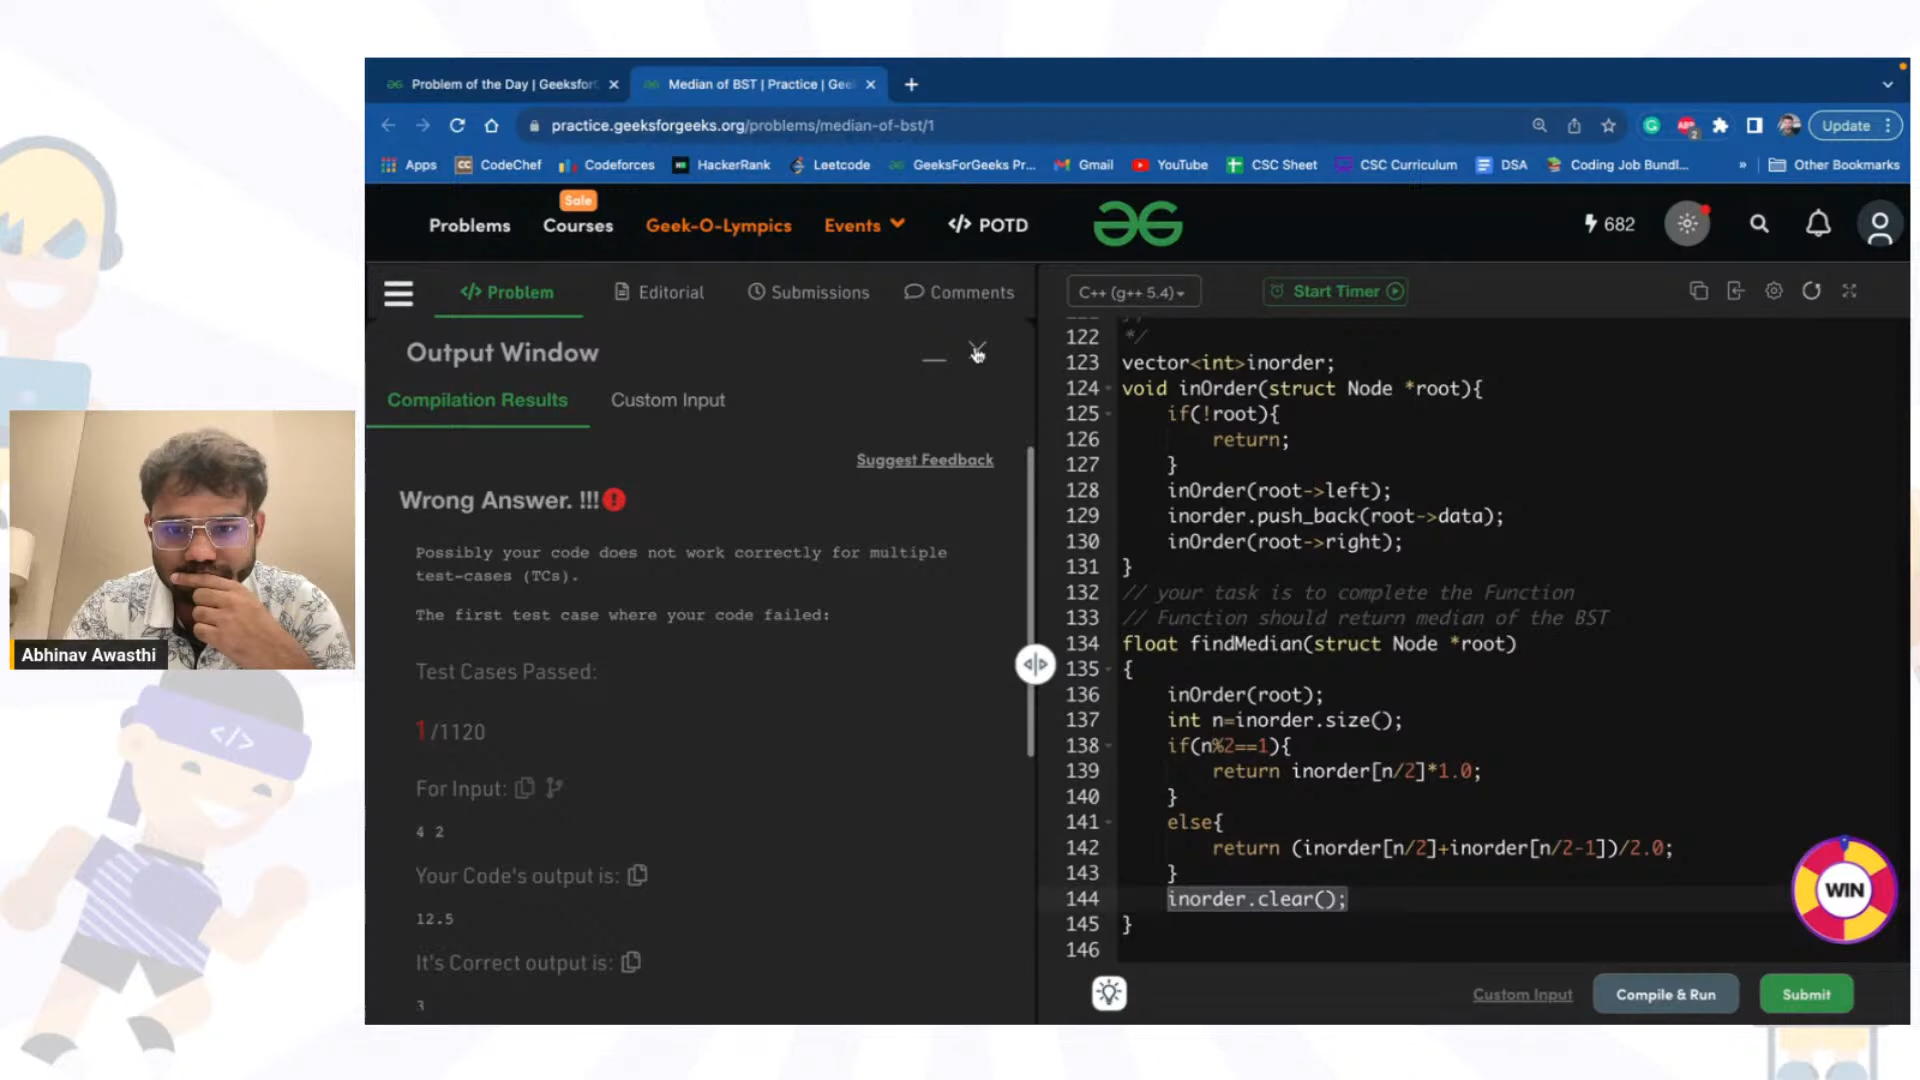 Problem of the Day | Geeksfor
Median of BST | Practice | Gee
practice.geeksforgeeks.org/problems/median-of-bst/1
Update
Apps
CodeChef
Codeforces
HackerRank
Leetcode
GeeksForGeeks Pr...
Gmail
YouTube
CSC Sheet
CSC Curriculum
DSA
Coding Job Bundl...
»
Other Bookmarks
Sale
Problems
Courses
Geek-O-Lympics
Events
</> POTD
682
</> Problem
Editorial
Submissions
Comments
C++ (g++ 5.4)
Start Timer
Output Window
Compilation Results
Custom Input
Suggest Feedback
Wrong Answer. !!!
Possibly your code does not work correctly for multiple
test-cases (TCs).
The first test case where your code failed:
Test Cases Passed:
1/1120
For Input:
4 2
Your Code's output is:
12.5
It's Correct output is:
3
122 */
123 vector<int>inorder;
124 void inOrder(struct Node *root){
125 if(!root){
126 return;
127 }
128 inOrder(root->left);
129 inorder.push_back(root->data);
130 inOrder(root->right);
131 }
132 // your task is to complete the Function
133 // Function should return median of the BST
134 float findMedian(struct Node *root)
135 {
136 inOrder(root);
137 int n=inorder.size();
138 if(n%2==1){
139 return inorder[n/2]*1.0;
140 }
141 else{
142 return (inorder[n/2]+inorder[n/2-1])/2.0;
143 }
144 inorder.clear();
145 }
146
WIN
Custom Input
Compile & Run
Submit
Abhinav Awasthi
</>